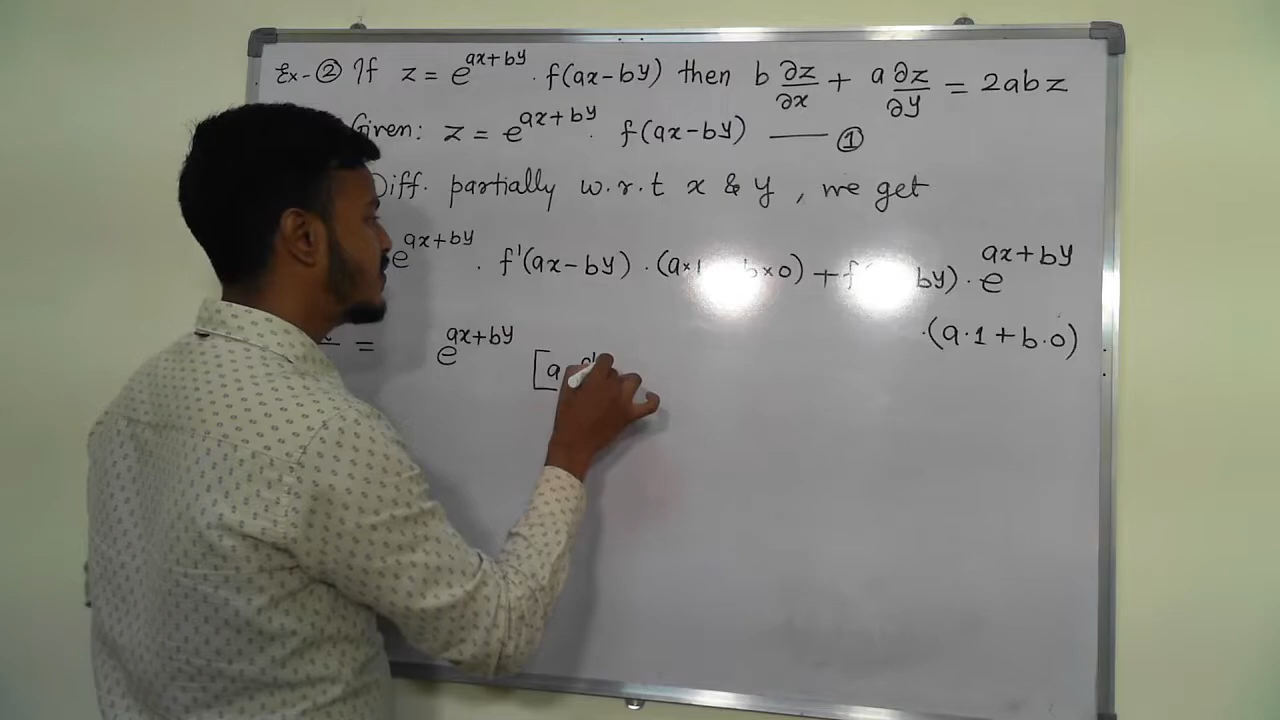 Ex-② If z = e^{ax+by} · f(ax-by) then b ∂z/∂x + a ∂z/∂y = 2abz
Given: z = e^{ax+by} · f(ax-by) —— ①
Diff. partially w.r.t x & y, we get
e^{ax+by} · f'(ax-by) · (a×1 b×0) + f by) · e^{ax+by}
·(a·1+b·0)
= e^{ax+by} [a